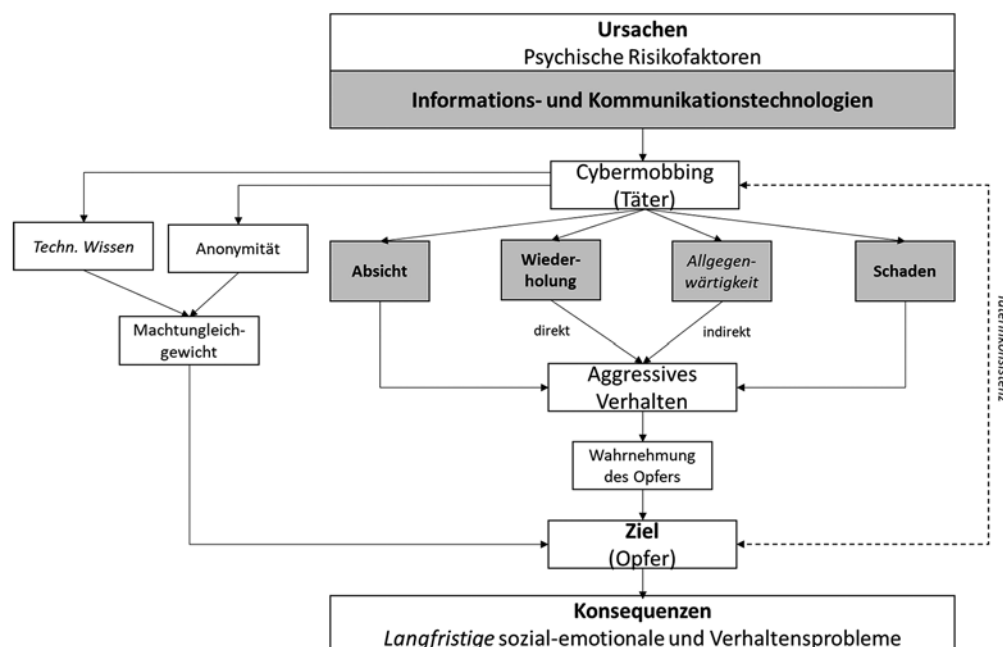 Ursachen
Psychische Risikofaktoren
Informations- und Kommunikationstechnologien
Cybermobbing
(Täter)
Techn. Wissen
Anonymität
Absicht
Wieder-
holung
Allgegen-
wärtigkeit
Schaden
Machtungleich-
gewicht
direkt
indirekt
Aggressives
Verhalten
Wahrnehmung
des Opfers
Ziel
(Opfer)
Konsequenzen
Langfristige sozial-emotionale und Verhaltensprobleme